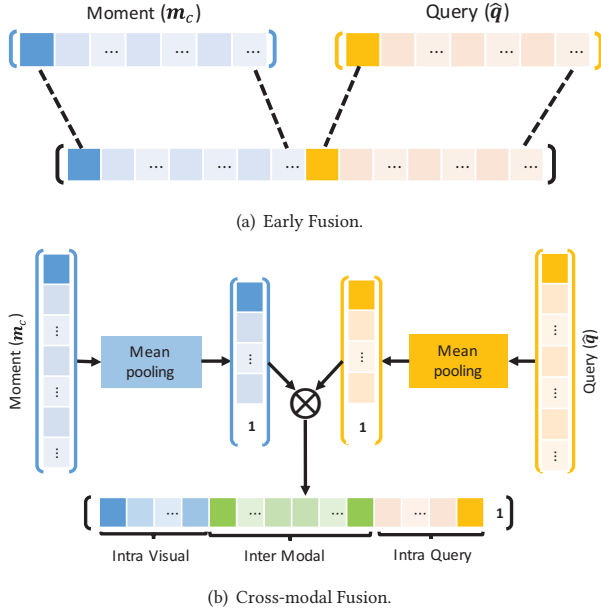 Moment (m_c) Query (q̂)
... ... ... ... ... ...
... ... ... ... ... ... ... ...
(a) Early Fusion.
Moment (m_c)
...
...
...
Mean pooling
...
1
...
1
Mean pooling
...
...
...
Query (q̂)
⊗
... ... ... ... ... 1
Intra Visual Inter Modal Intra Query
(b) Cross-modal Fusion.